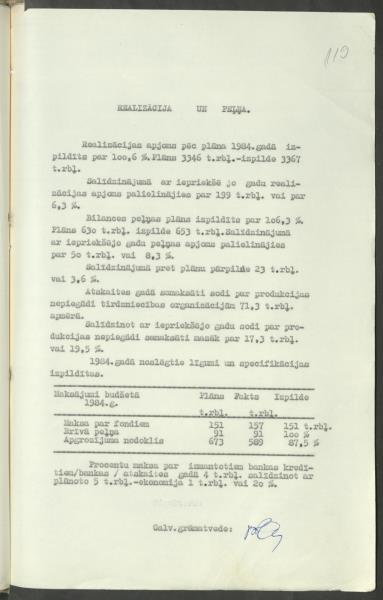 110
REALIZĀCIJA UN PEĻŅA.
Realizācijas apjoms pēc plāna 1984.gadā iz-
pildīts par 1oo,6 %.Plāns 3346 t.rbļ.-izpilde 3367
t.rbļ.
Salīdzinājumā ar iepriekšē jo gadu reali-
zācijas apjoms palielinājies par 199 t.rbļ. vai par
6,3 %.
Bilances peļņas plāns izpildīts par 1o6,3 %.
Plāns 63o t.rbļ. izpilde 653 t.rbļ.Salīdzinājumā
ar iepriekšējo gadu peļņas apjoms palielinājies
par 5o t.rbļ. vai 8,3 %.
Salīdzinājumā pret plānu pārpilde 23 t.rbļ.
vai 3,6 %.
Atskaites gadā samaksāti sodi par produkcijas
nepiegādi tirdzniecības organizācijām 71,3 t.rbļ.
apmērā.
Salīdzinot ar iepriekšējo gadu sodi par pro-
dukcijas nepiegādi samaksāti mazāk par 17,3 t.rbļ.
vai 19,5 %.
1984.gadā noslēgtie līgumi un specifikācijas
izpildītas.
Maksājumi budžetā Plāns Fakts Izpilde
1984.g.
t.rbļ. t.rbļ.
Maksa par fondiem 151 157 151 t.rbļ.
Brīvā peļņa 91 91 1oo %
Apgrozījuma nodoklis 673 589 87,5 %
Procentu maksa par izmantotiem bankas kredī-
tiem/bankas / atskaites gadā 4 t.rbļ. salīdzinot ar
plānoto 5 t.rbļ.-ekonomija 1 t.rbļ. vai 2o %.
Galv.grāmatvede: